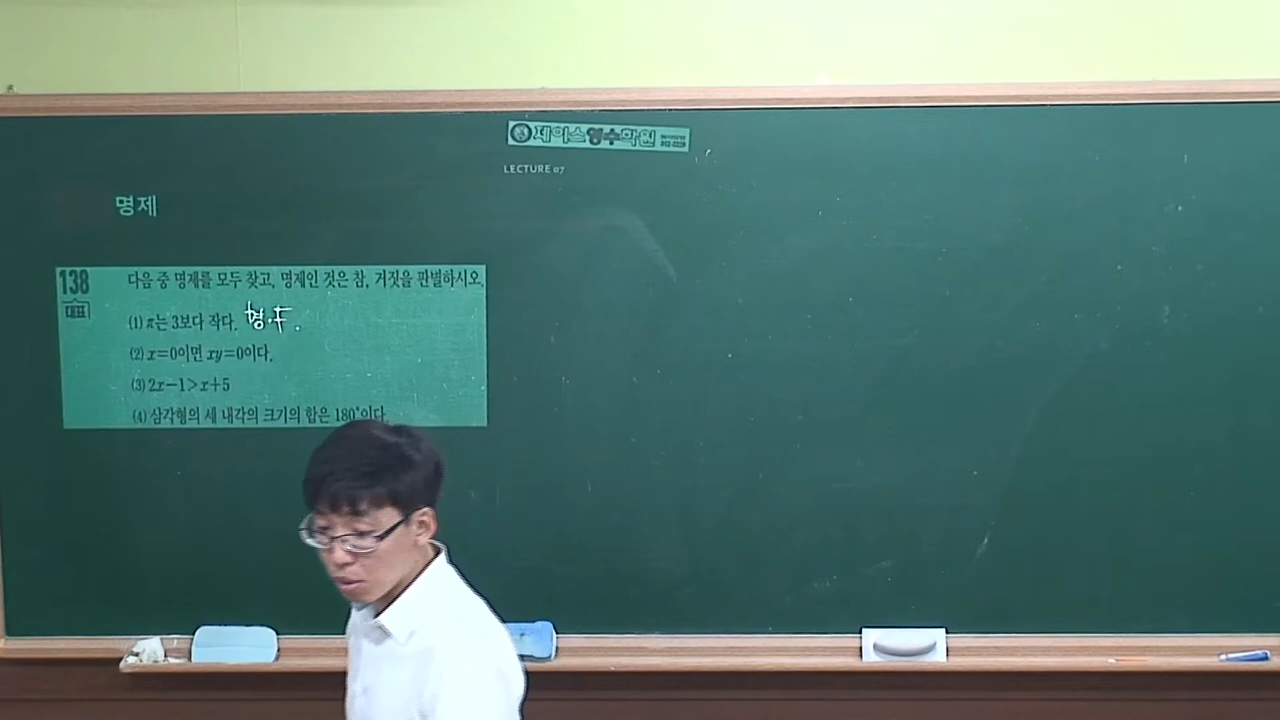 제이스영수학원
LECTURE 07
명제
138
대표
다음 중 명제를 모두 찾고, 명제인 것은 참, 거짓을 판별하시오.
(1) π는 3보다 작다. 명.F.
(2) x=0이면 xy=0이다.
(3) 2x-1>x+5
(4) 삼각형의 세 내각의 크기의 합은 180°이다.